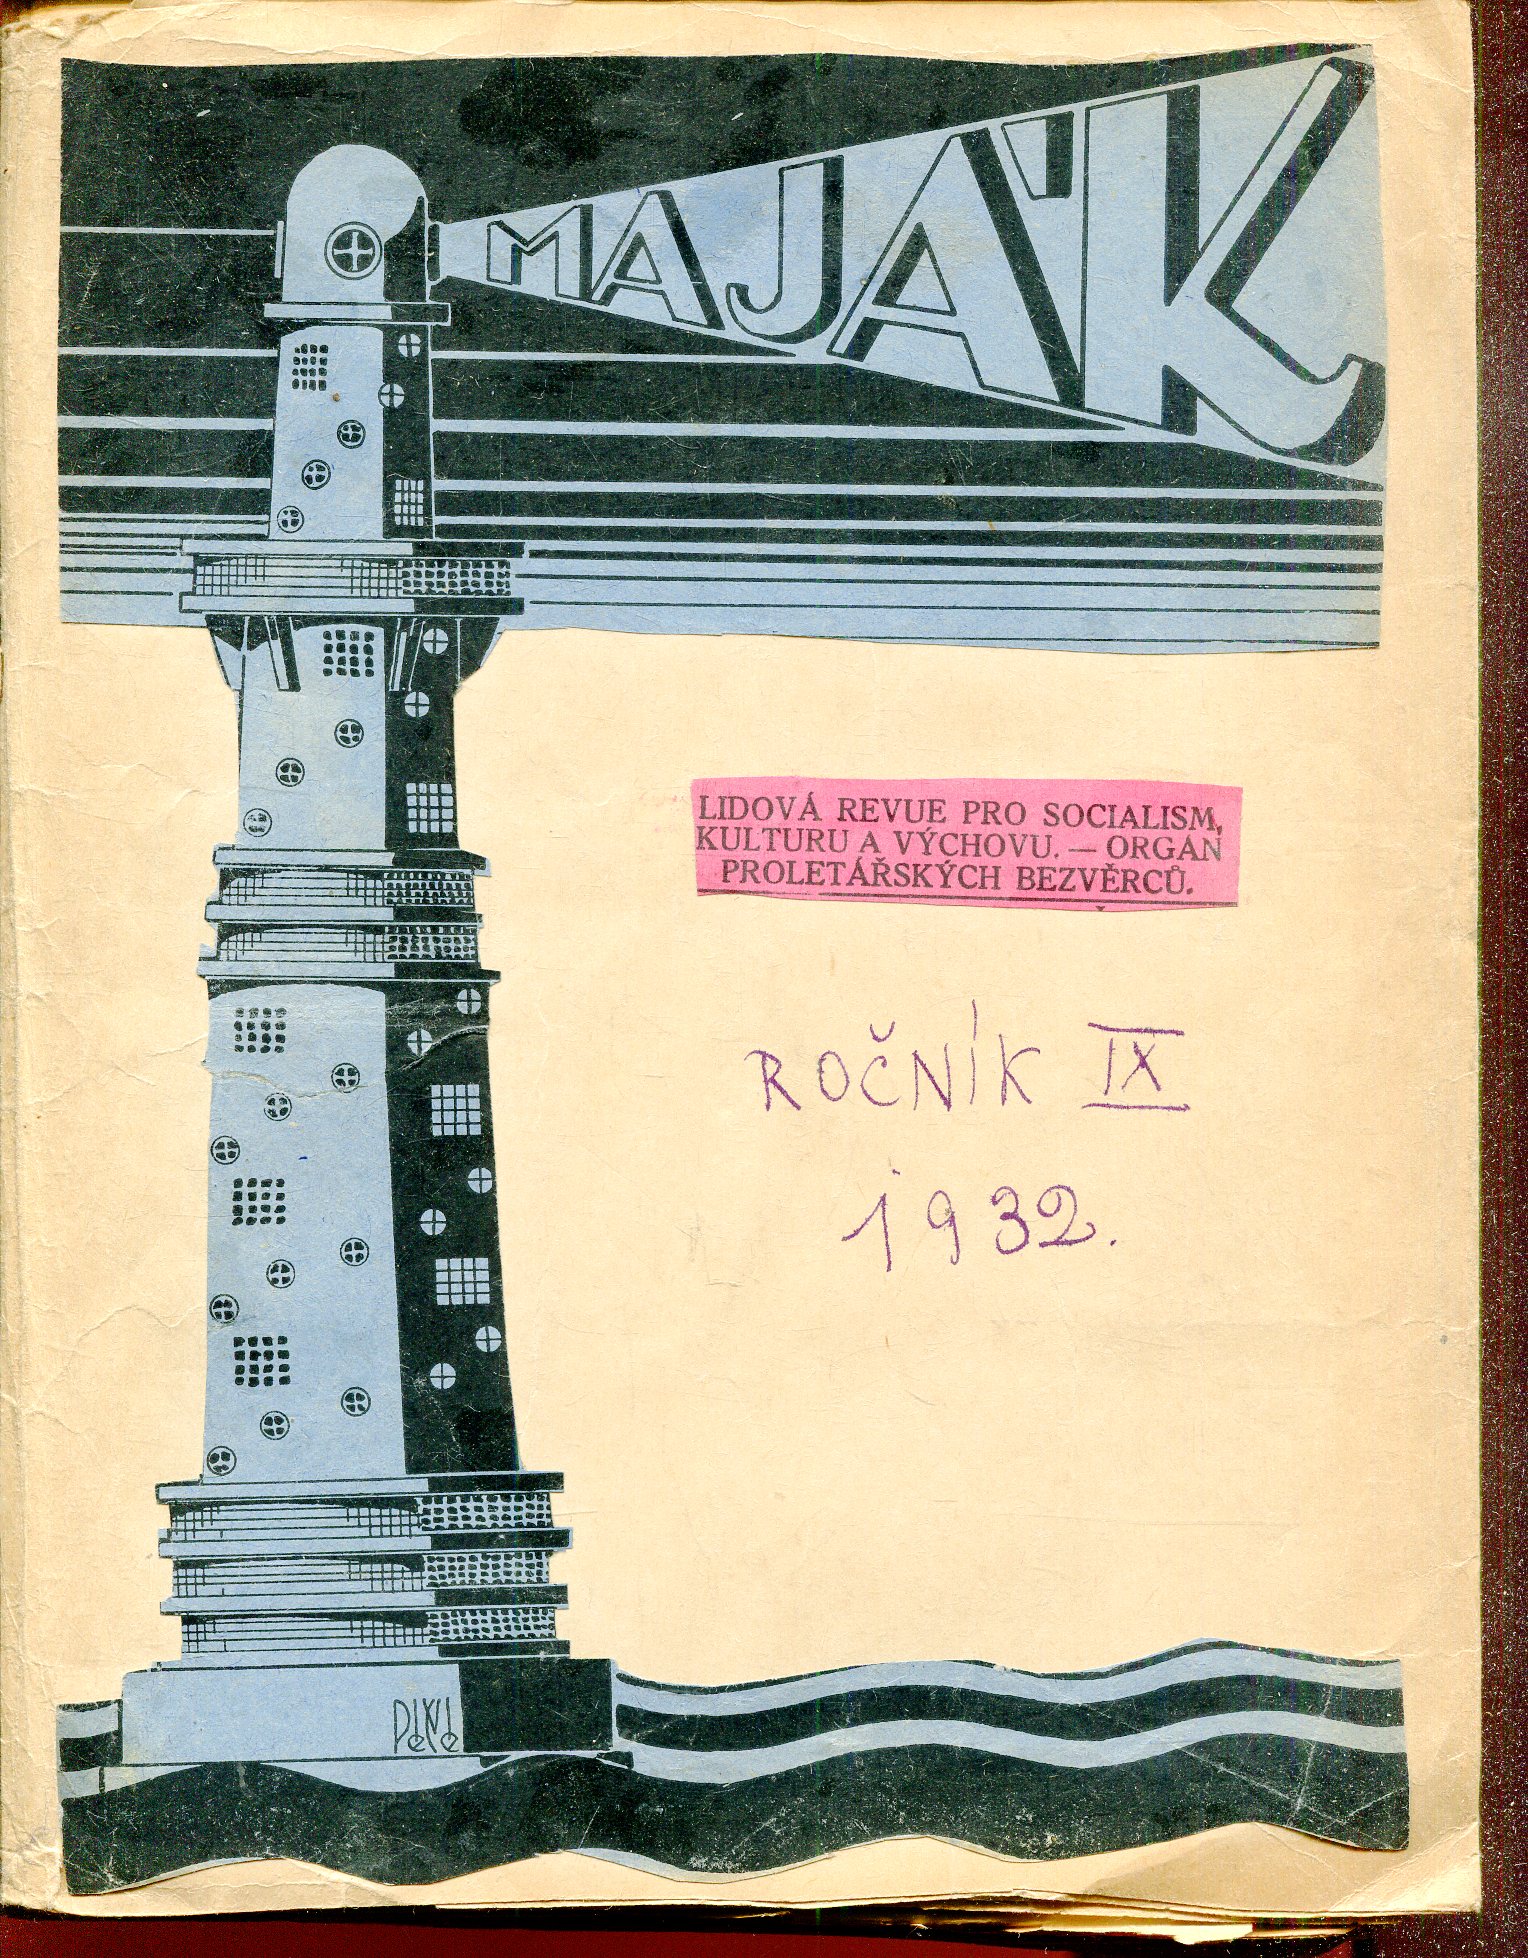 MAJÁK
LIDOVÁ REVUE PRO SOCIALISM,
KULTURU A VÝCHOVU. — ORGÁN
PROLETÁŘSKÝCH BEZVĚRCŮ.
ROČNÍK IX
1932.